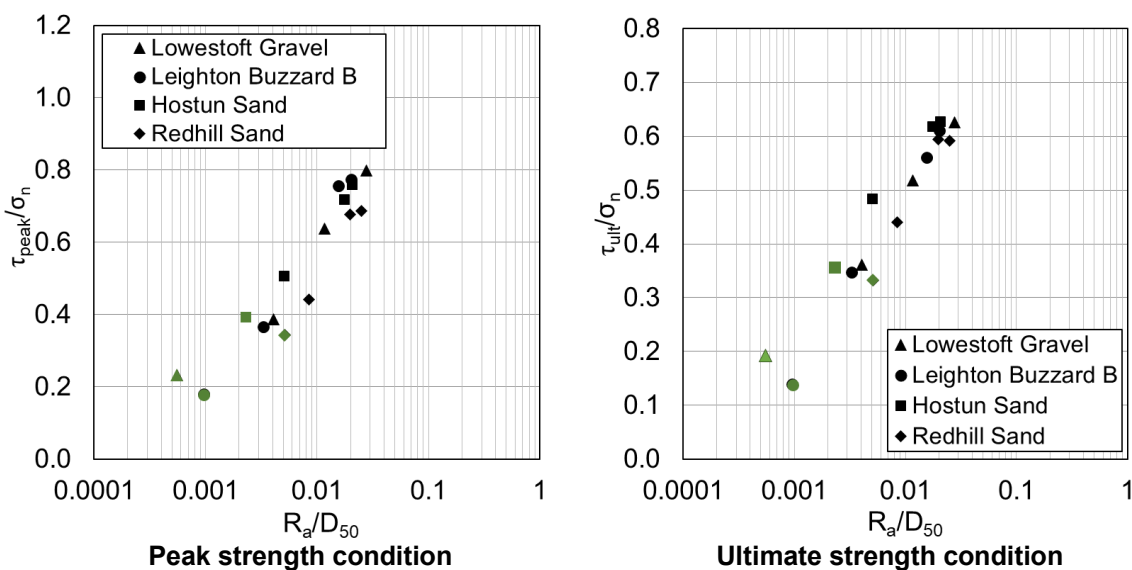 1.2
1.0
0.8
0.6
0.4
0.2
0.0
τpeak/σn
Lowestoft Gravel
Leighton Buzzard B
Hostun Sand
Redhill Sand
0.0001 0.001 0.01 0.1 1
Ra/D50
Peak strength condition
0.8
0.7
0.6
0.5
0.4
0.3
0.2
0.1
0.0
τult/σn
Lowestoft Gravel
Leighton Buzzard B
Hostun Sand
Redhill Sand
0.0001 0.001 0.01 0.1 1
Ra/D50
Ultimate strength condition